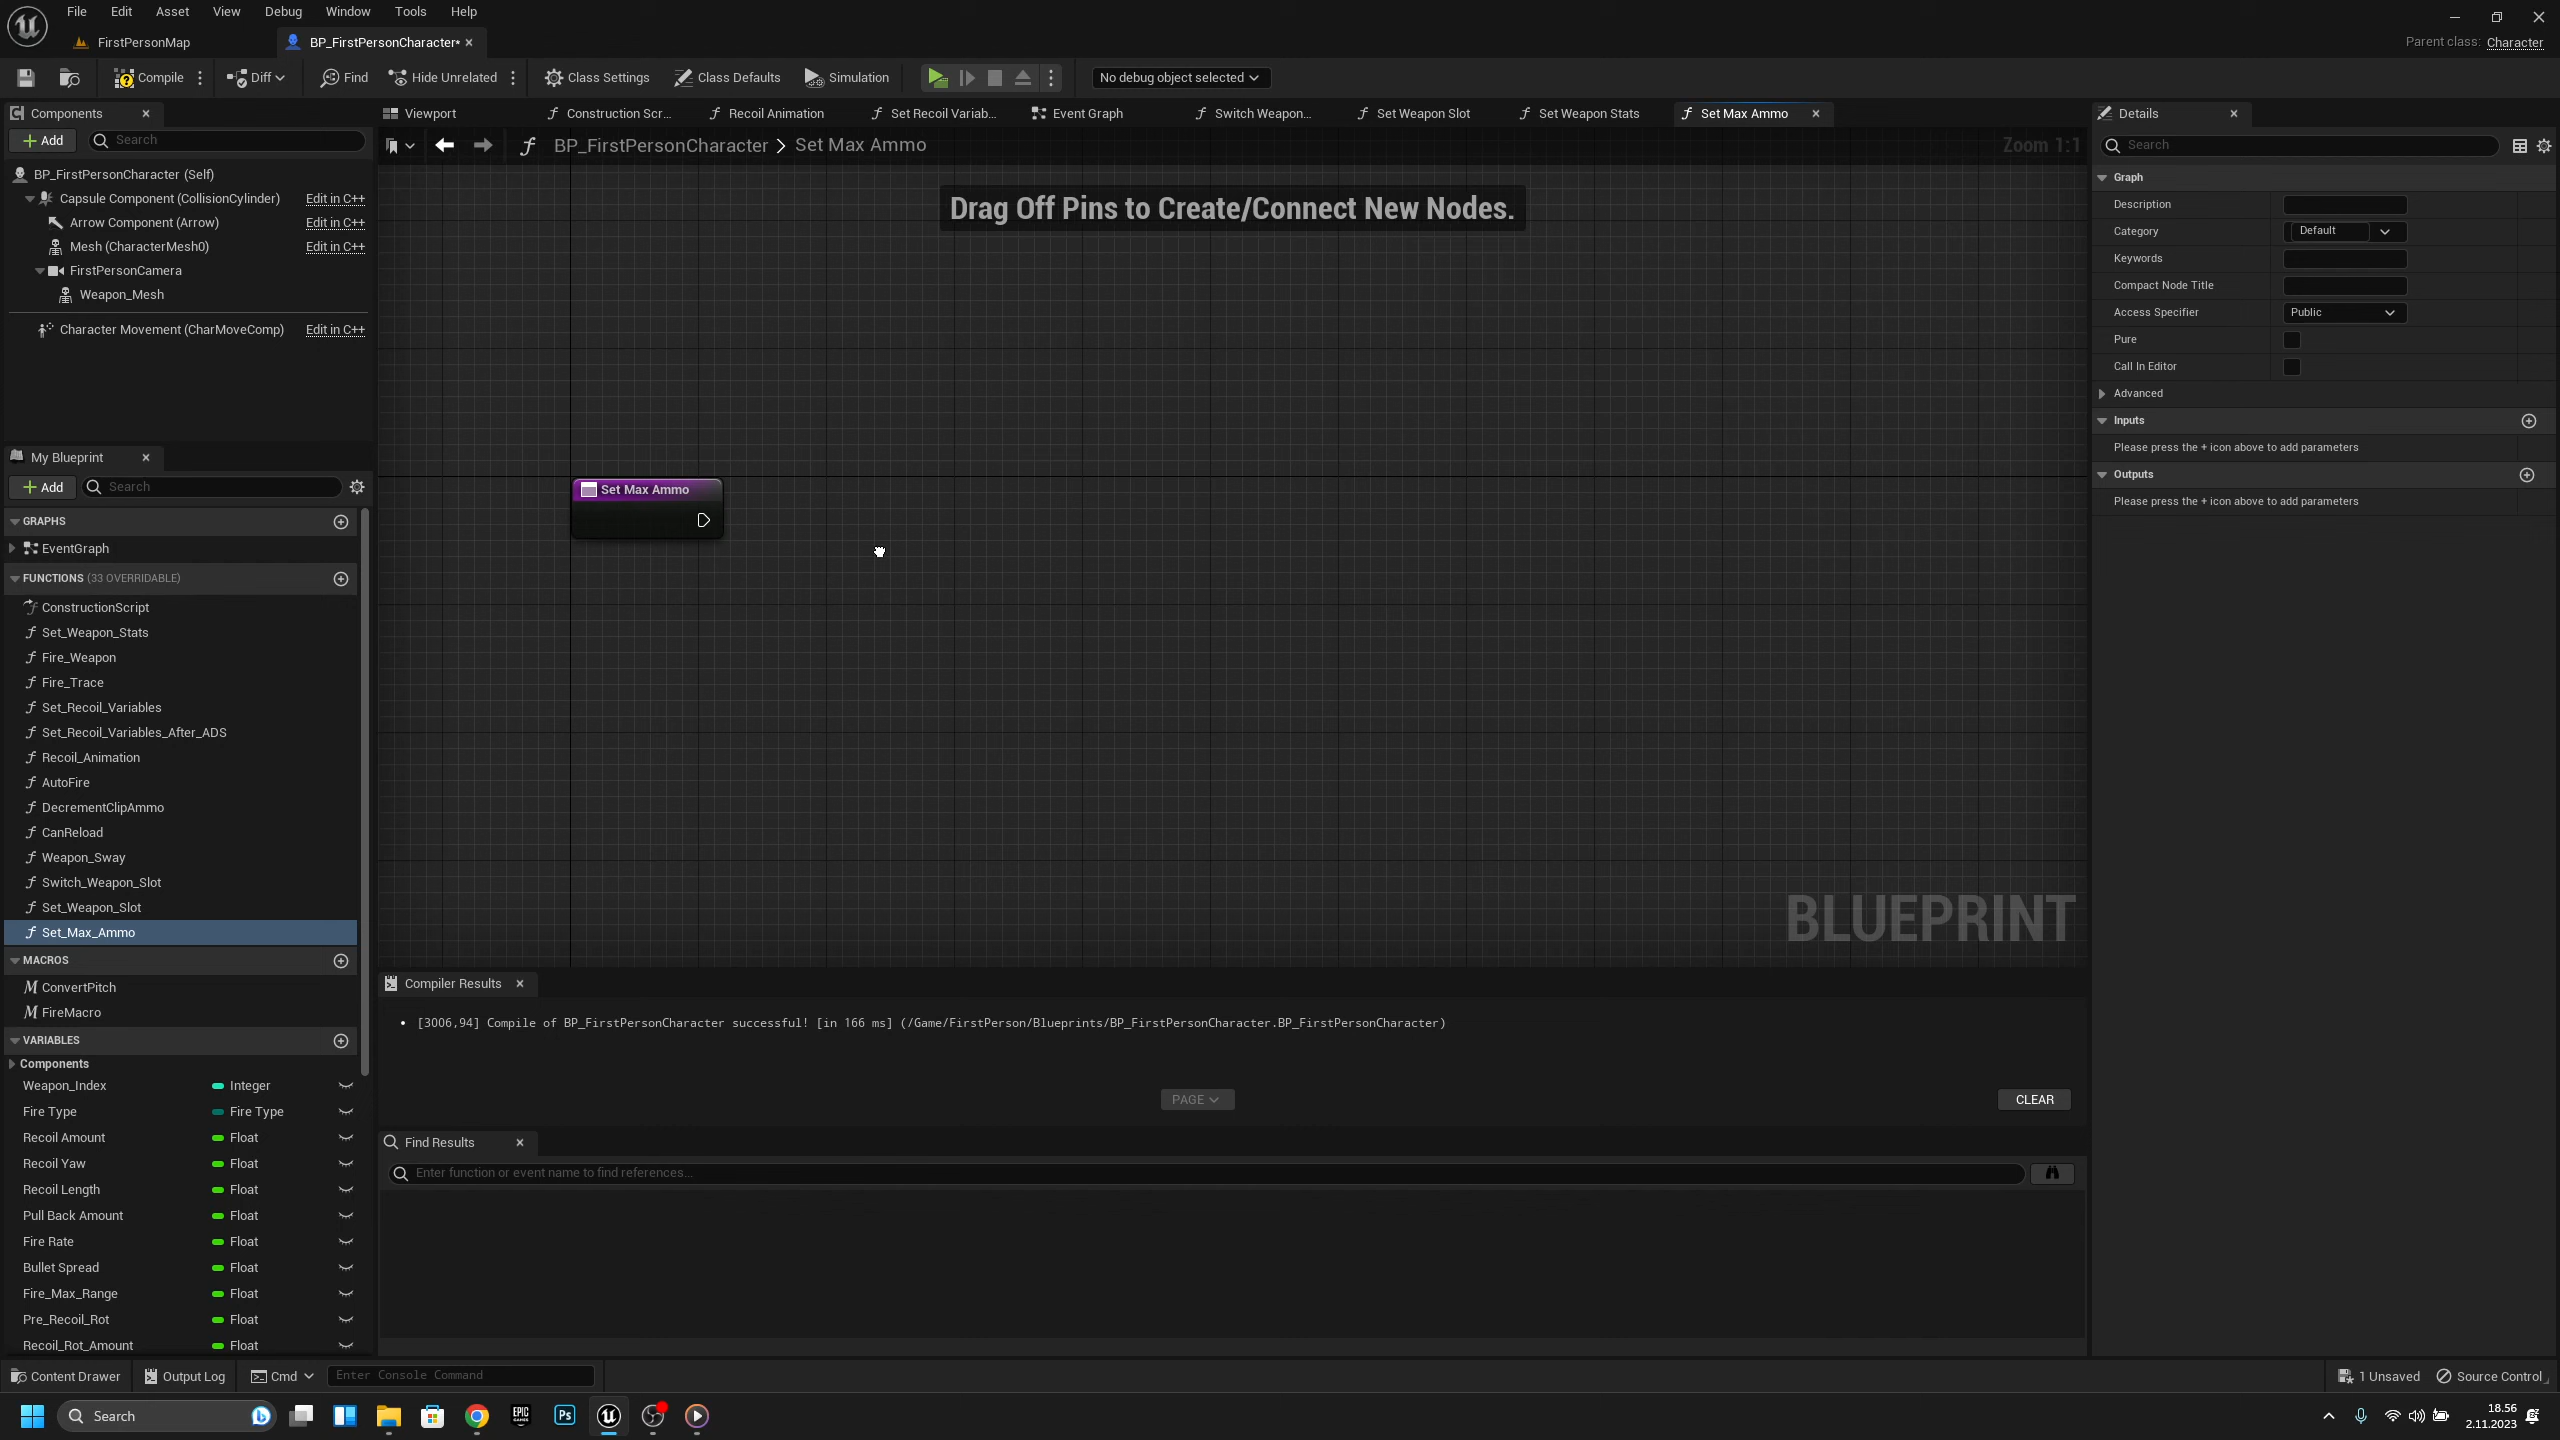 File Edit Asset View Debug Window Tools Help
FirstPersonMap BP_FirstPersonCharacter* Parent class: Character
Compile Diff Find Hide Unrelated Class Settings Class Defaults Simulation No debug object selected
Components
Add Search
BP_FirstPersonCharacter (Self)
Capsule Component (CollisionCylinder) Edit in C++
Arrow Component (Arrow) Edit in C++
Mesh (CharacterMesh0) Edit in C++
FirstPersonCamera
Weapon_Mesh
Character Movement (CharMoveComp) Edit in C++
My Blueprint
Add Search
GRAPHS
EventGraph
FUNCTIONS (33 OVERRIDABLE)
ConstructionScript
Set_Weapon_Stats
Fire_Weapon
Fire_Trace
Set_Recoil_Variables
Set_Recoil_Variables_After_ADS
Recoil_Animation
AutoFire
DecrementClipAmmo
CanReload
Weapon_Sway
Switch_Weapon_Slot
Set_Weapon_Slot
Set_Max_Ammo
MACROS
ConvertPitch
FireMacro
VARIABLES
Components
Weapon_Index Integer
Fire Type Fire Type
Recoil Amount Float
Recoil Yaw Float
Recoil Length Float
Pull Back Amount Float
Fire Rate Float
Bullet Spread Float
Fire_Max_Range Float
Pre_Recoil_Rot Float
Recoil_Rot_Amount Float
Viewport Construction Scr... Recoil Animation Set Recoil Variab... Event Graph Switch Weapon... Set Weapon Slot Set Weapon Stats Set Max Ammo
BP_FirstPersonCharacter > Set Max Ammo Zoom 1:1
Drag Off Pins to Create/Connect New Nodes.
Set Max Ammo
BLUEPRINT
Compiler Results
[3006,94] Compile of BP_FirstPersonCharacter successful! [in 166 ms] (/Game/FirstPerson/Blueprints/BP_FirstPersonCharacter.BP_FirstPersonCharacter)
PAGE CLEAR
Find Results
Enter function or event name to find references...
Details
Search
Graph
Description
Category Default
Keywords
Compact Node Title
Access Specifier Public
Pure
Call In Editor
Advanced
Inputs
Please press the + icon above to add parameters
Outputs
Please press the + icon above to add parameters
Content Drawer Output Log Cmd Enter Console Command 1 Unsaved Source Control
Search EPIC GAMES Ps 18.56
2.11.2023